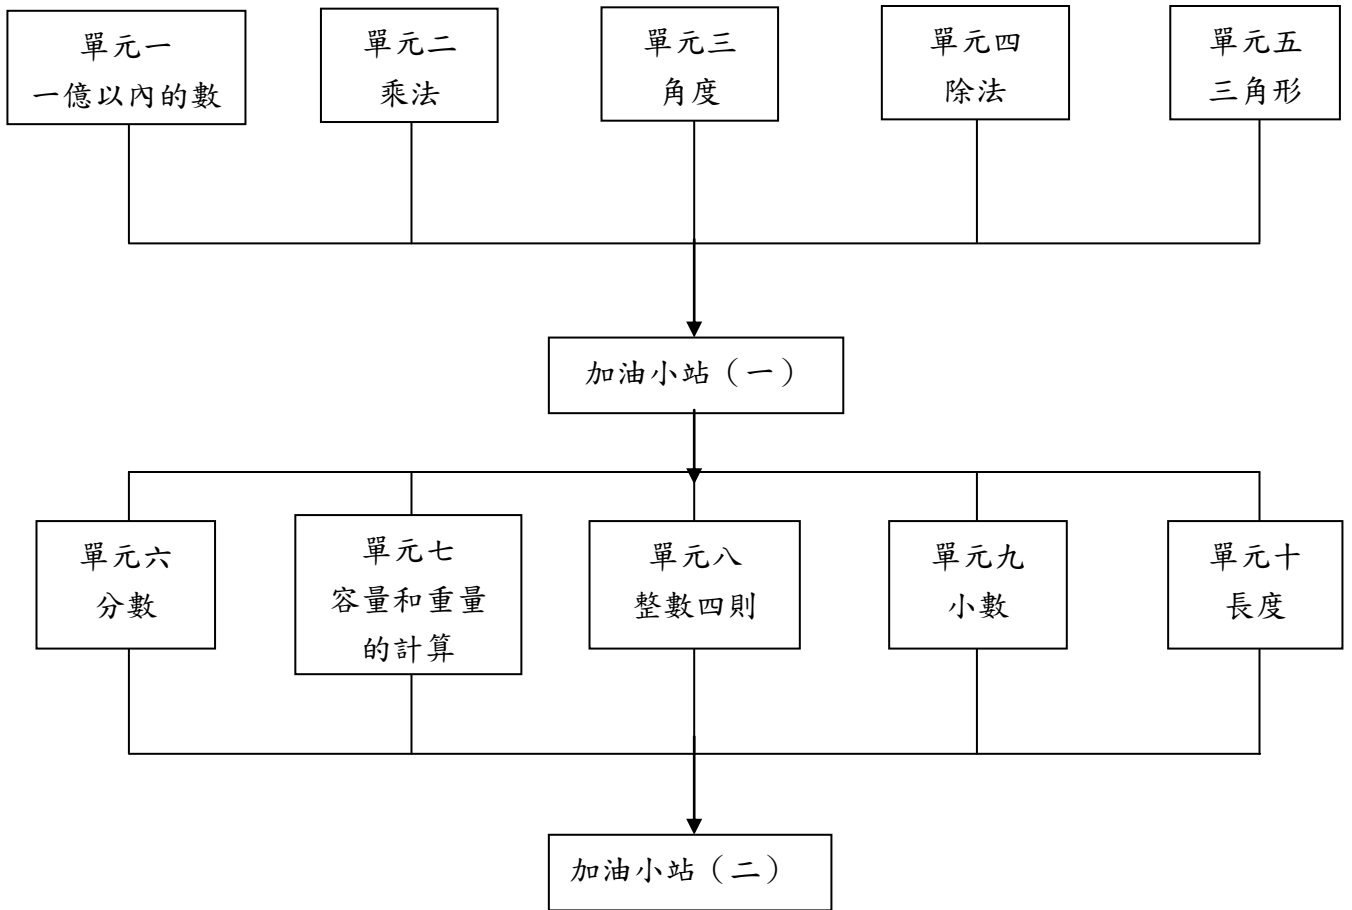 單元一
一億以內的數
單元二
乘法
單元三
角度
單元四
除法
單元五
三角形
加油小站（一）
單元六
分數
單元七
容量和重量
的計算
單元八
整數四則
單元九
小數
單元十
長度
加油小站（二）